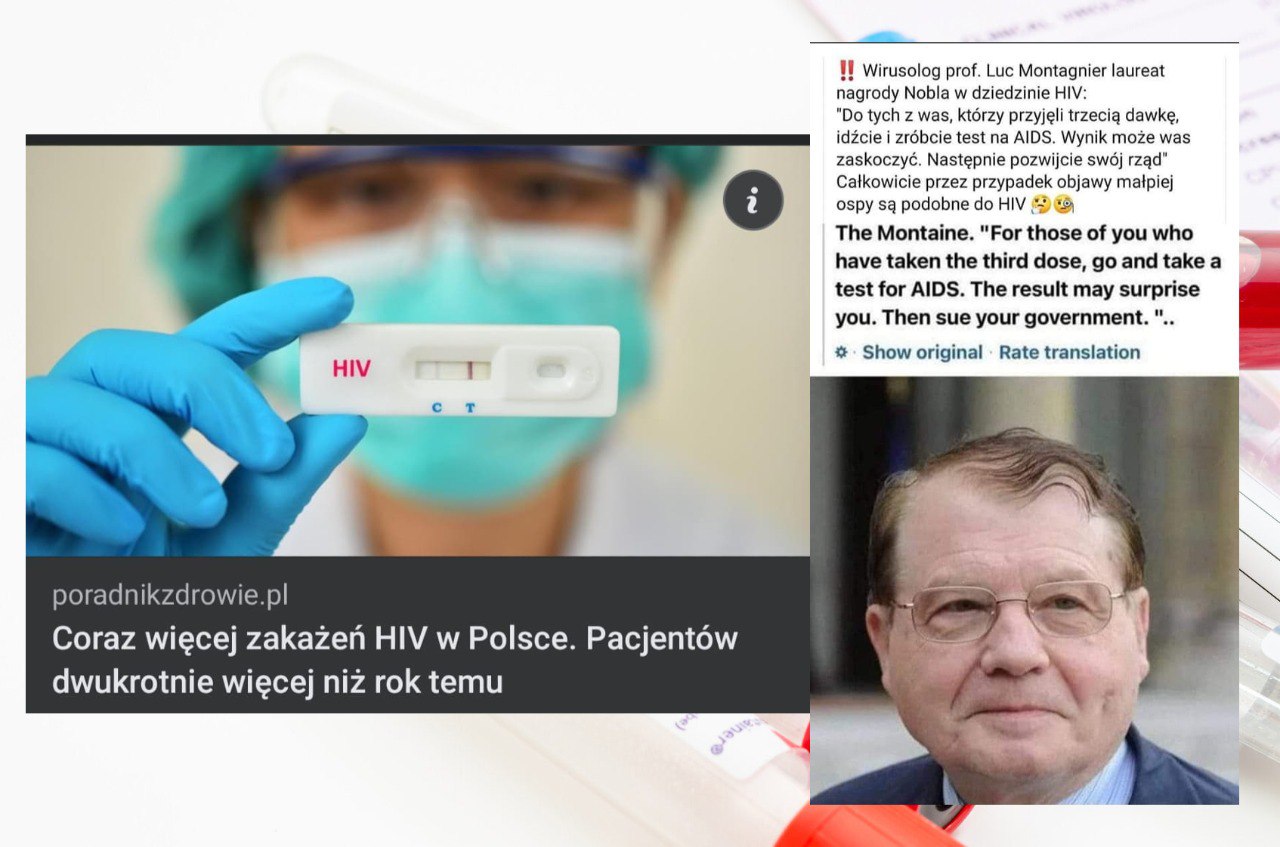 HIV
C T
poradnikzdrowie.pl
Coraz więcej zakażeń HIV w Polsce. Pacjentów
dwukrotnie więcej niż rok temu
‼️ Wirusolog prof. Luc Montagnier laureat
nagrody Nobla w dziedzinie HIV:
"Do tych z was, którzy przyjęli trzecią dawkę,
idźcie i zróbcie test na AIDS. Wynik może was
zaskoczyć. Następnie pozwijcie swój rząd"
Całkowicie przez przypadek objawy małpiej
ospy są podobne do HIV 🤔🧐
The Montaine. "For those of you who
have taken the third dose, go and take a
test for AIDS. The result may surprise
you. Then sue your government. "..
Show original · Rate translation